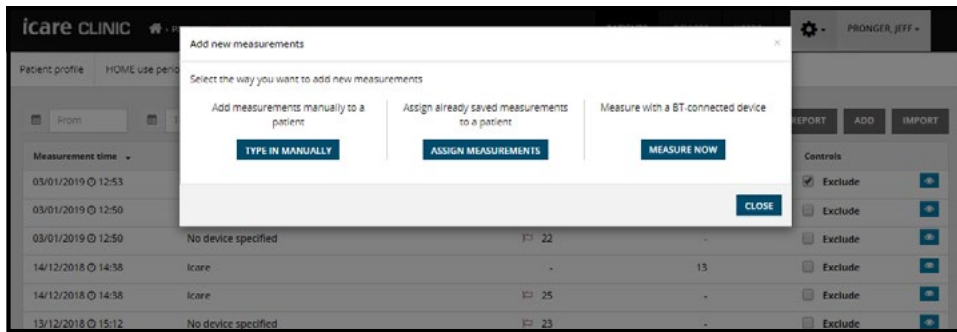 icare CLINIC
PRONGER, JEFF
Add new measurements
×
Patient profile
HOME use perio
Select the way you want to add new measurements
Add measurements manually to a
patient
TYPE IN MANUALLY
Assign already saved measurements
to a patient
ASSIGN MEASUREMENTS
Measure with a BT-connected device
MEASURE NOW
CLOSE
From
REPORT
ADD
IMPORT
Measurement time
Controls
03/01/2019 12:53
Exclude
03/01/2019 12:50
Exclude
03/01/2019 12:50 No device specified 22 - Exclude
14/12/2018 14:38 Icare - 13 Exclude
14/12/2018 14:38 Icare 25 - Exclude
13/12/2018 15:12 No device specified 23 - Exclude